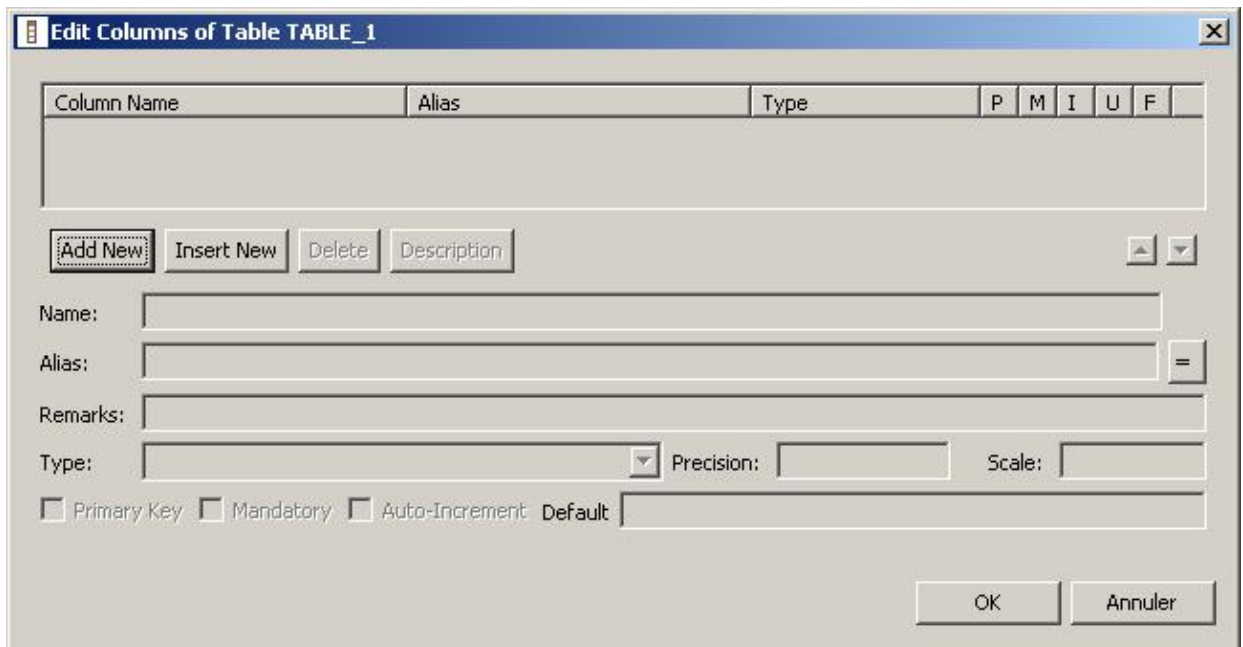 Edit Columns of Table TABLE_1
Column Name Alias Type P M I U F
Add New Insert New Delete Description
Name:
Alias: =
Remarks:
Type: Precision: Scale:
Primary Key Mandatory Auto-Increment Default
OK Annuler